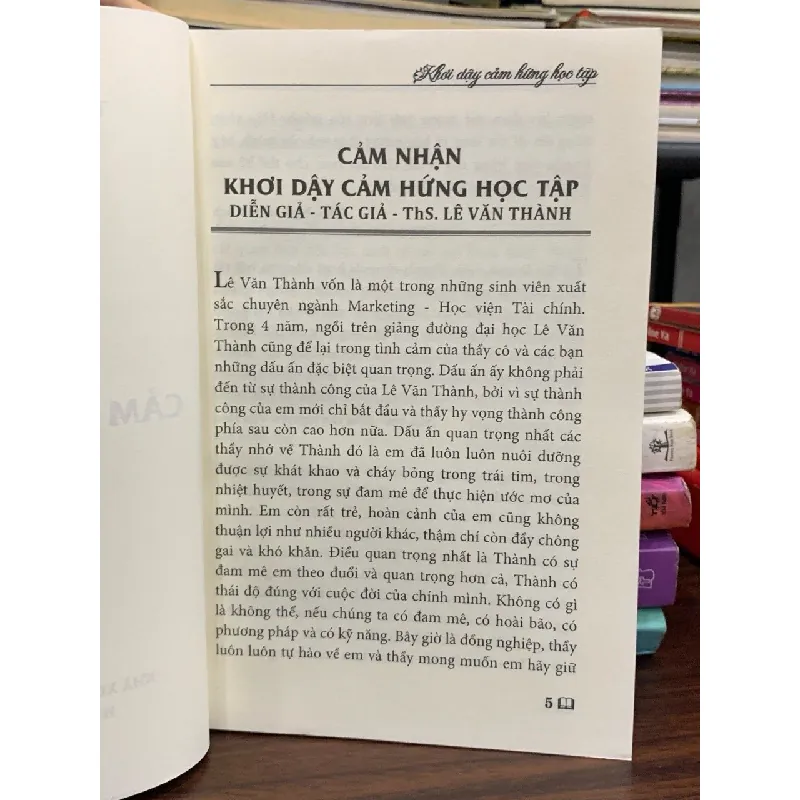 Khơi dậy cảm hứng học tập
CẢM NHẬN
KHƠI DẬY CẢM HỨNG HỌC TẬP
DIỄN GIẢ - TÁC GIẢ - ThS. LÊ VĂN THÀNH
Lê Văn Thành vốn là một trong những sinh viên xuất
sắc chuyên ngành Marketing - Học viện Tài chính.
Trong 4 năm, ngồi trên giảng đường đại học Lê Văn
Thành cũng để lại trong tình cảm của thầy cô và các bạn
những dấu ấn đặc biệt quan trọng. Dấu ấn ấy không phải
đến từ sự thành công của Lê Văn Thành, bởi vì sự thành
công của em mới chỉ bắt đầu và thầy hy vọng thành công
phía sau còn cao hơn nữa. Dấu ấn quan trọng nhất các
thầy nhớ về Thành đó là em đã luôn luôn nuôi dưỡng
được sự khát khao và cháy bỏng trong trái tim, trong
nhiệt huyết, trong sự đam mê để thực hiện ước mơ của
mình. Em còn rất trẻ, hoàn cảnh của em cũng không
thuận lợi như nhiều người khác, thậm chí còn đầy chông
gai và khó khăn. Điều quan trọng nhất là Thành có sự
đam mê em theo đuổi và quan trọng hơn cả, Thành có
thái độ đúng với cuộc đời của chính mình. Không có gì
là không thể, nếu chúng ta có đam mê, có hoài bão, có
phương pháp và có kỹ năng. Bây giờ là đồng nghiệp, thầy
luôn luôn tự hào về em và thầy mong muốn em hãy giữ
5